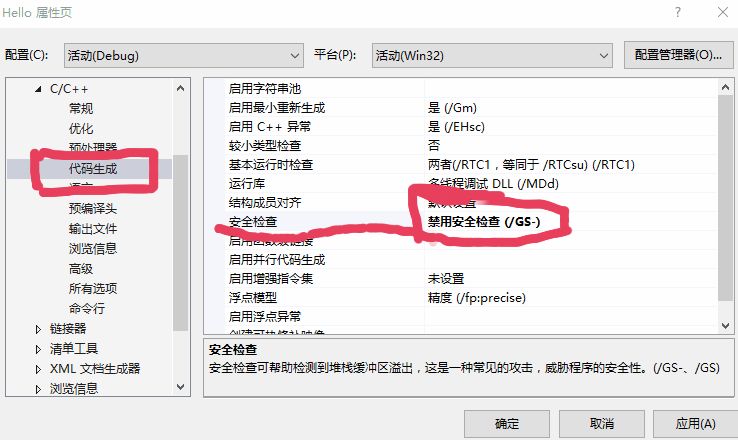 Hello 属性页
? ×
配置(C): 活动(Debug) 平台(P): 活动(Win32) 配置管理器(O)...
C/C++
常规
优化
预处理器
代码生成
语言
预编译头
输出文件
浏览信息
高级
所有选项
命令行
链接器
清单工具
XML 文档生成器
浏览信息
启用字符串池
启用最小重新生成 是 (/Gm)
启用 C++ 异常 是 (/EHsc)
较小类型检查 否
基本运行时检查 两者(/RTC1，等同于 /RTCsu) (/RTC1)
运行库 多线程调试 DLL (/MDd)
结构成员对齐 默认设置
安全检查 禁用安全检查 (/GS-)
启用函数级链接
启用并行代码生成
启用增强指令集 未设置
浮点模型 精度 (/fp:precise)
启用浮点异常
创建可热修补映像
安全检查
安全检查可帮助检测到堆栈缓冲区溢出，这是一种常见的攻击，威胁程序的安全性。(/GS-、/GS)
确定 取消 应用(A)